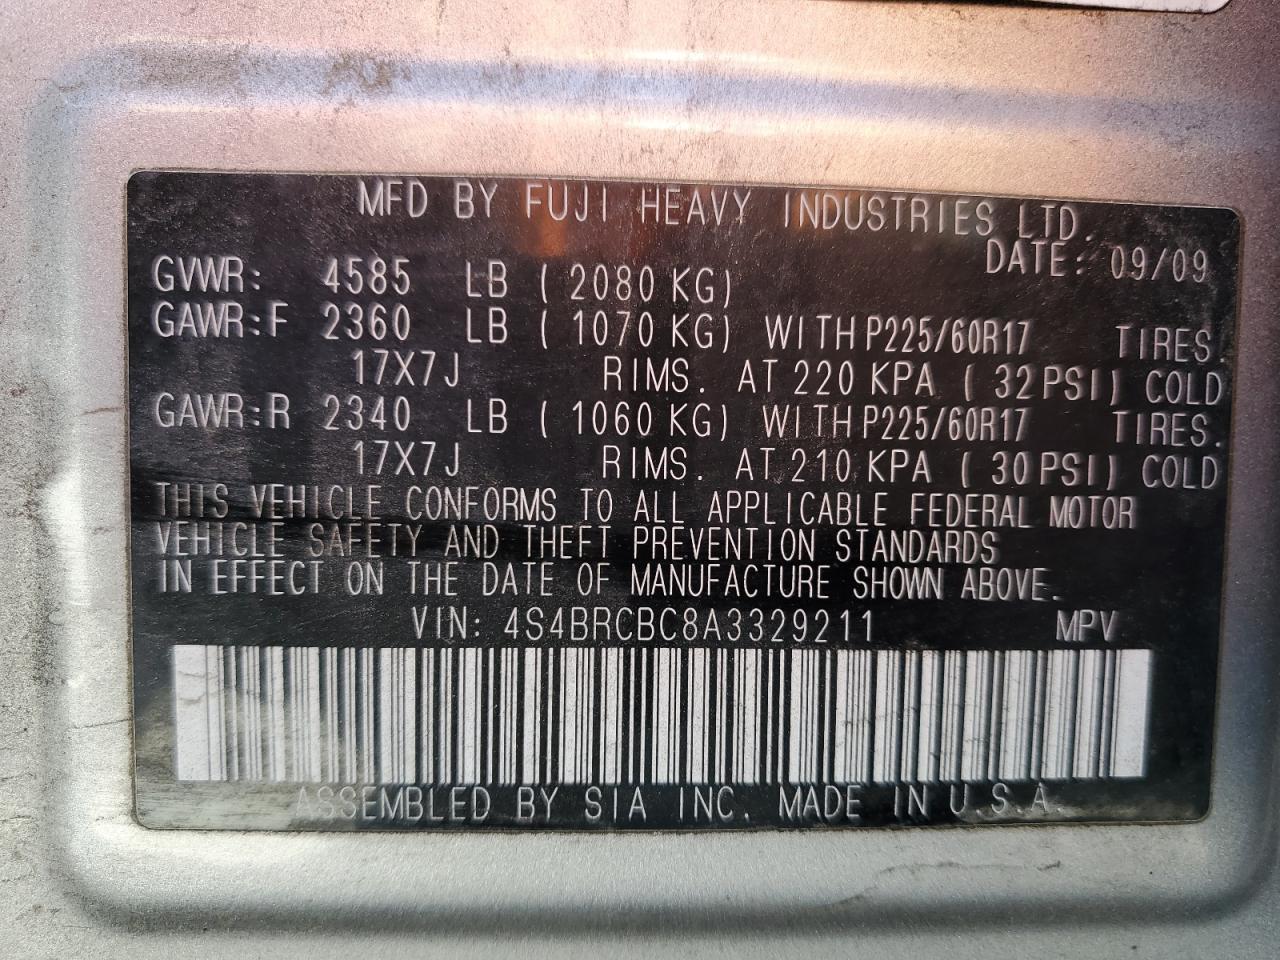 MFD BY FUJI HEAVY INDUSTRIES LTD.
DATE: 09/09
GVWR: 4585 LB ( 2080 KG)
GAWR:F 2360 LB ( 1070 KG) WITH P225/60R17 TIRES
17X7J RIMS. AT 220 KPA ( 32 PSI) COLD
GAWR:R 2340 LB ( 1060 KG) WITH P225/60R17 TIRES.
17X7J RIMS. AT 210 KPA ( 30 PSI) COLD
THIS VEHICLE CONFORMS TO ALL APPLICABLE FEDERAL MOTOR
VEHICLE SAFETY AND THEFT PREVENTION STANDARDS
IN EFFECT ON THE DATE OF MANUFACTURE SHOWN ABOVE.
VIN: 4S4BRCBC8A3329211 MPV
ASSEMBLED BY SIA INC. MADE IN U.S.A.